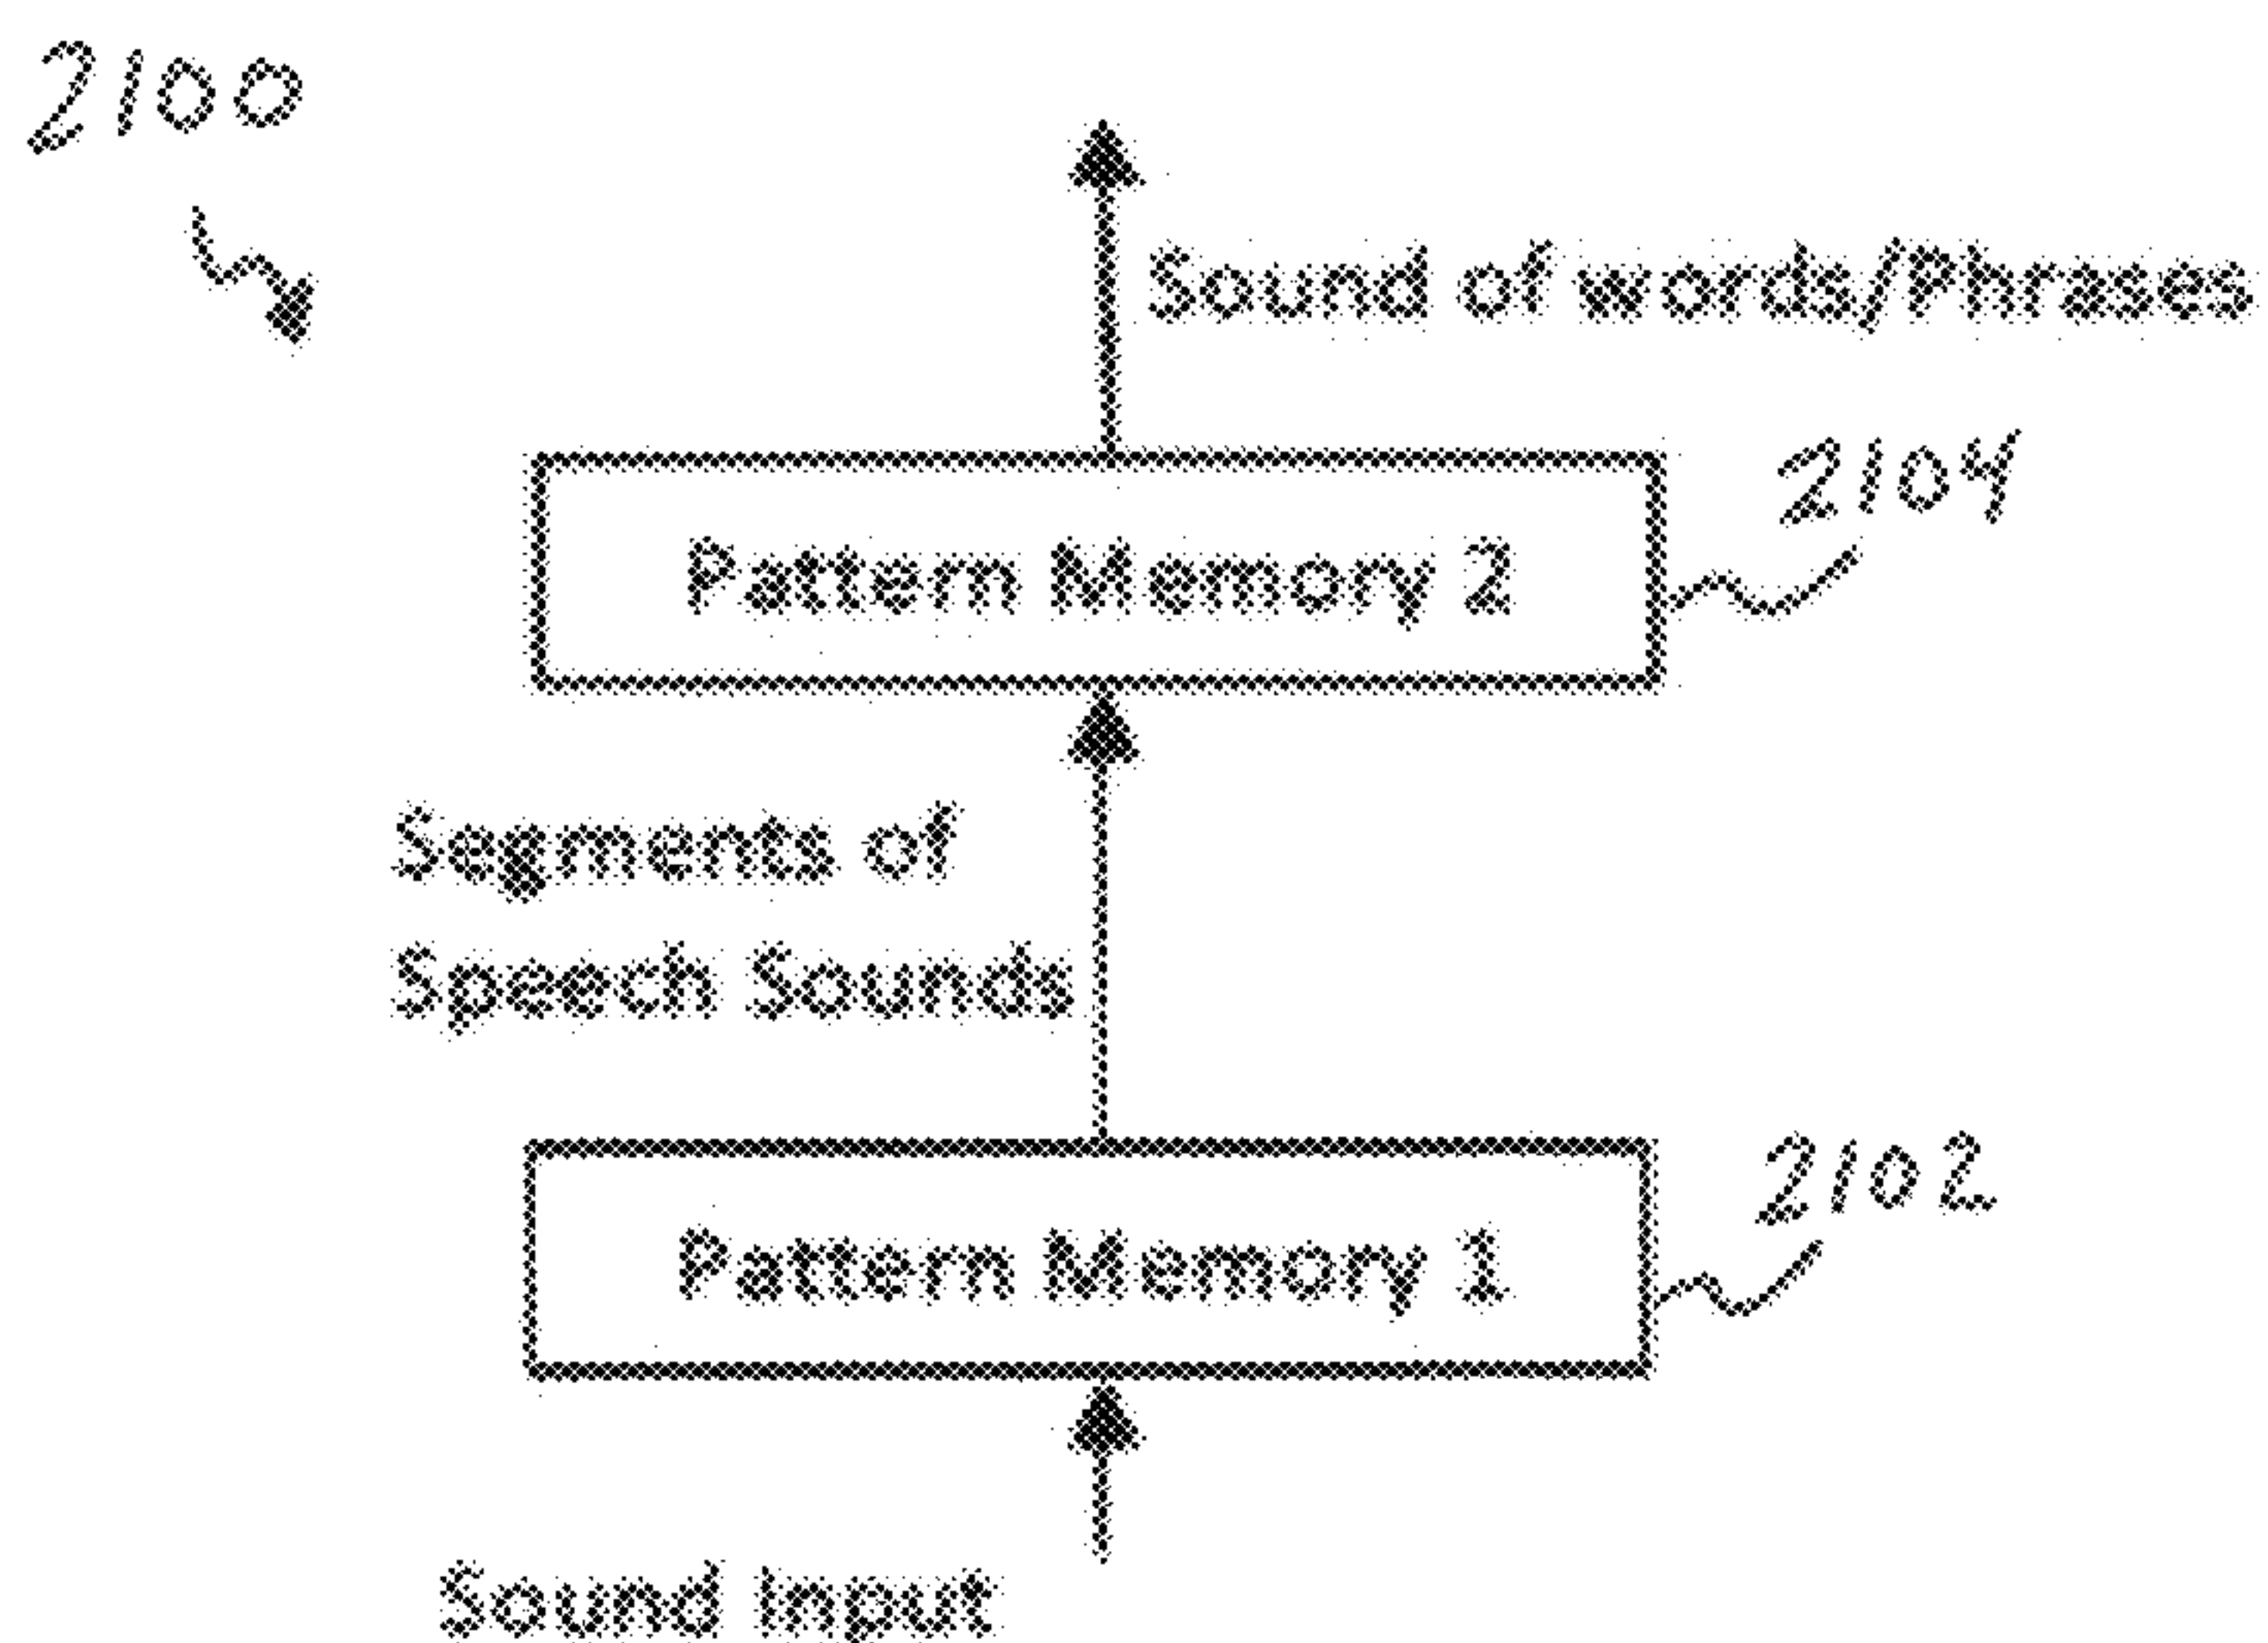 2100
Sound of words/Phrases
2104
Pattern Memory 2
Segments of
Speech Sounds
2102
Pattern Memory 1
Sound Input